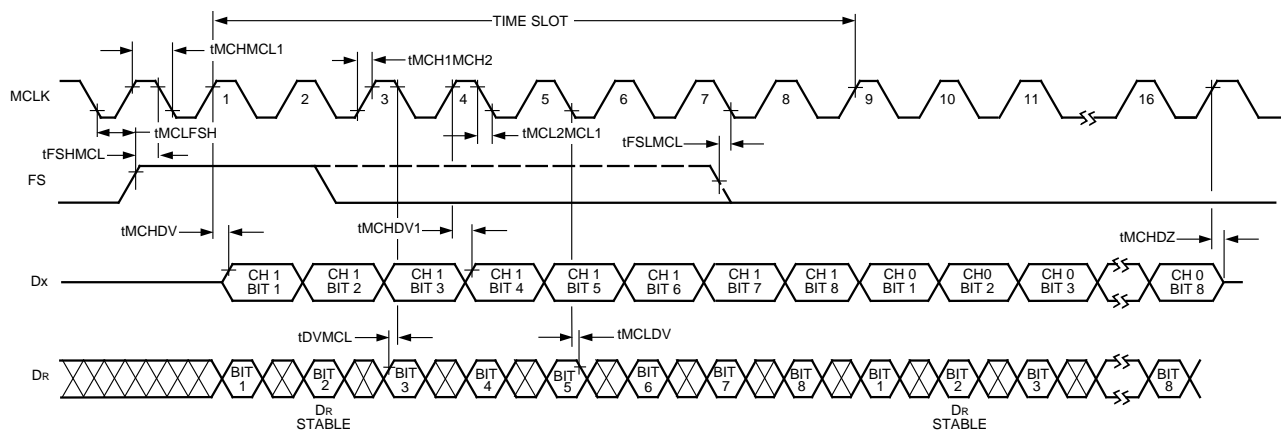 TIME SLOT
tMCHMCL1
tMCH1MCH2
MCLK
1 2 3 4 5 6 7 8 9 10 11 16
tMCLFSH
tMCL2MCL1
tFSHMCL
tFSLMCL
FS
tMCHDV
tMCHDV1
tMCHDZ
DX
CH 1 BIT 1
CH 1 BIT 2
CH 1 BIT 3
CH 1 BIT 4
CH 1 BIT 5
CH 1 BIT 6
CH 1 BIT 7
CH 1 BIT 8
CH 0 BIT 1
CH0 BIT 2
CH 0 BIT 3
CH 0 BIT 8
tDVMCL
tMCLDV
DR
BIT 1
BIT 2
BIT 3
BIT 4
BIT 5
BIT 6
BIT 7
BIT 8
BIT 1
BIT 2
BIT 3
BIT 8
DR STABLE
DR STABLE